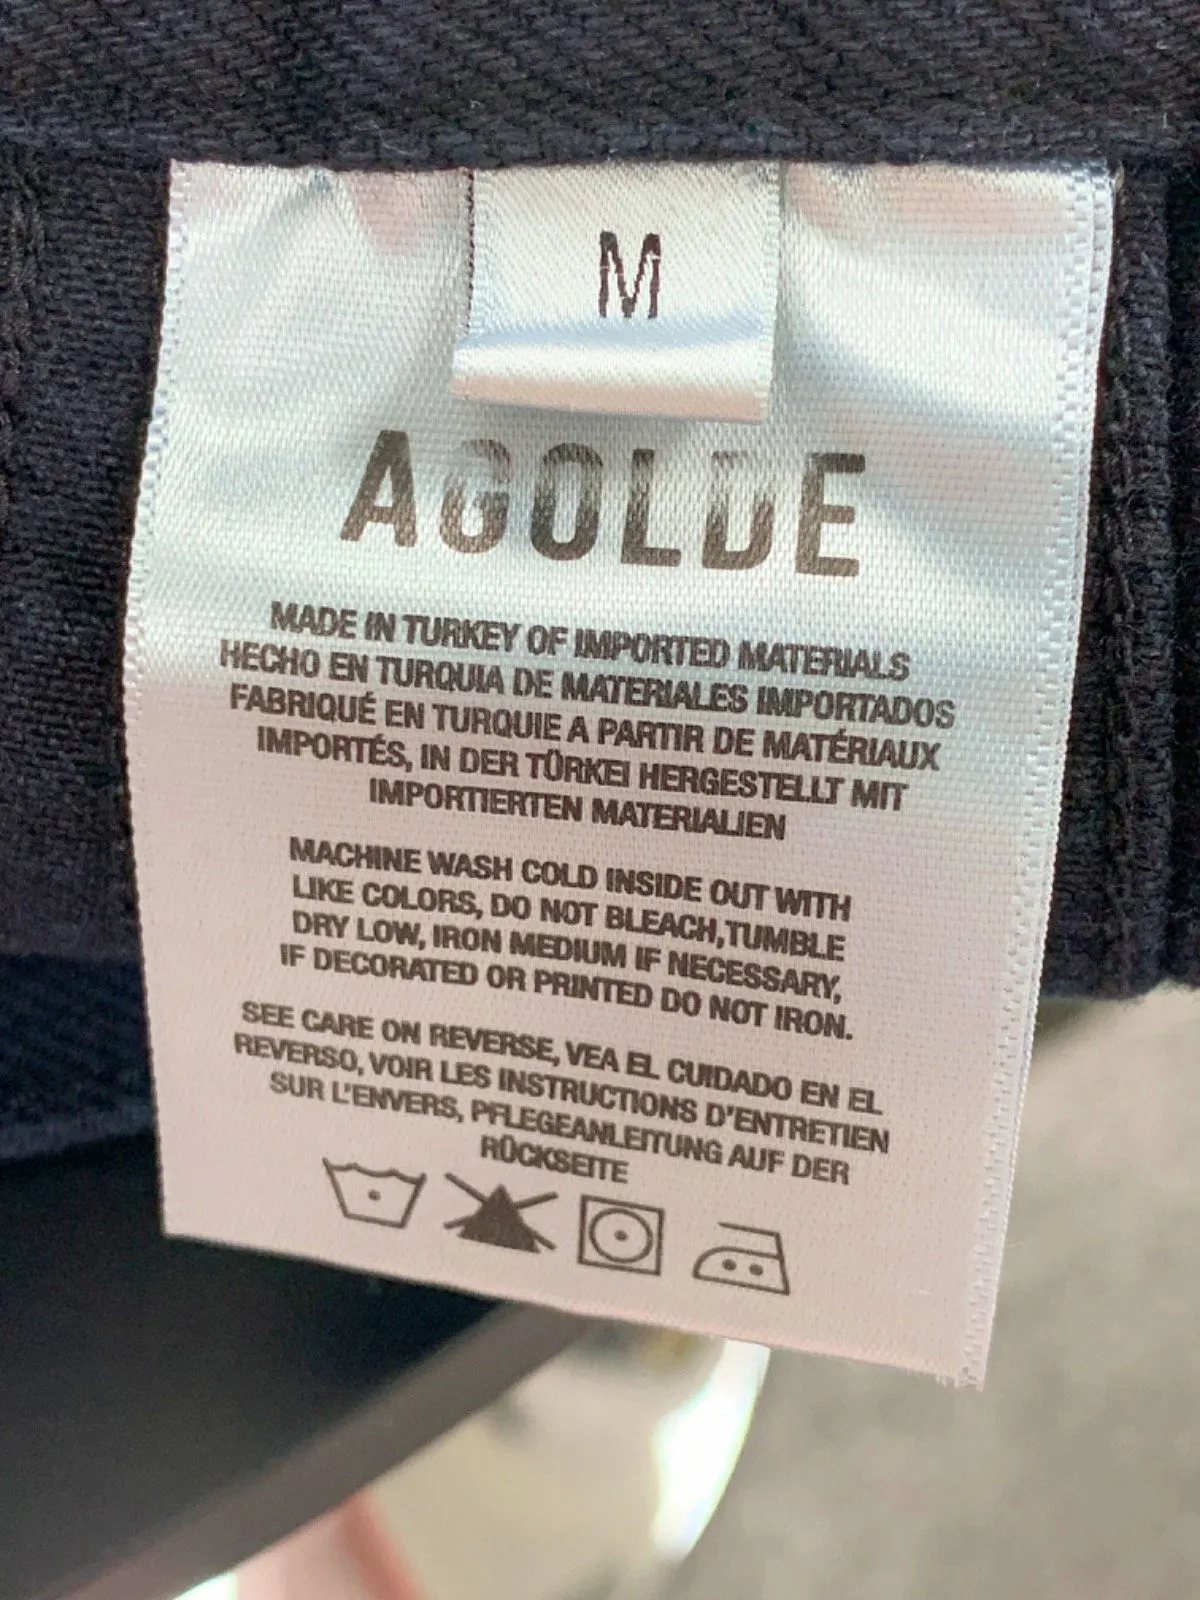 M
AGOLDE
MADE IN TURKEY OF IMPORTED MATERIALS
HECHO EN TURQUIA DE MATERIALES IMPORTADOS
FABRIQUÉ EN TURQUIE A PARTIR DE MATÉRIAUX
IMPORTÉS, IN DER TÜRKEI HERGESTELLT MIT
IMPORTIERTEN MATERIALIEN
MACHINE WASH COLD INSIDE OUT WITH
LIKE COLORS, DO NOT BLEACH,TUMBLE
DRY LOW, IRON MEDIUM IF NECESSARY,
IF DECORATED OR PRINTED DO NOT IRON.
SEE CARE ON REVERSE, VEA EL CUIDADO EN EL
REVERSO, VOIR LES INSTRUCTIONS D'ENTRETIEN
SUR L'ENVERS, PFLEGEANLEITUNG AUF DER
RÜCKSEITE